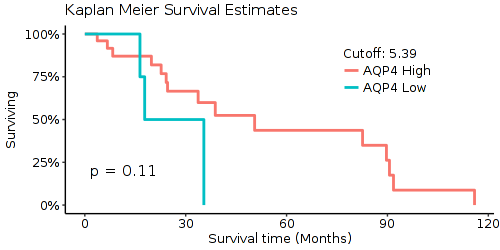 Kaplan Meier Survival Estimates
100%
75%
50%
25%
0%
Surviving
Cutoff: 5.39
AQP4 High
AQP4 Low
p = 0.11
0
30
60
90
120
Survival time (Months)